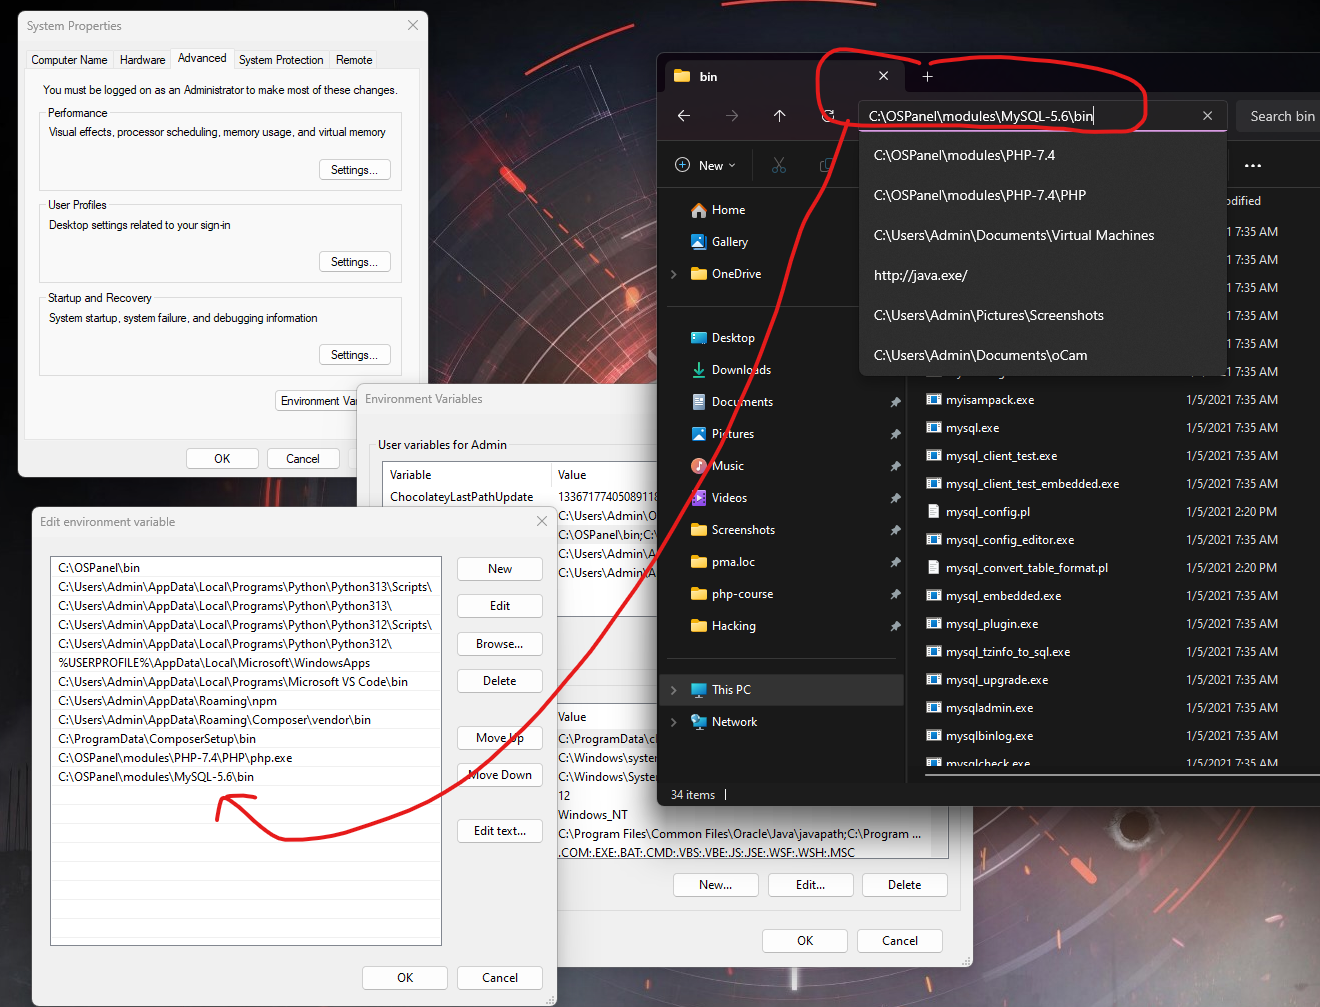 System Properties
Computer Name
Hardware
Advanced
System Protection
Remote
You must be logged on as an Administrator to make most of these changes.
Performance
Visual effects, processor scheduling, memory usage, and virtual memory
Settings...
User Profiles
Desktop settings related to your sign-in
Settings...
Startup and Recovery
System startup, system failure, and debugging information
Settings...
Environment Va
OK
Cancel
Environment Variables
User variables for Admin
Variable
Value
ChocolateyLastPathUpdate
13367177405089118
C:\Users\Admin\O
C:\OSPanel\bin;C:\
C:\Users\Admin\A
C:\Users\Admin\A
Value
C:\ProgramData\c
C:\Windows\system
C:\Windows\System
12
Windows_NT
C:\Program Files\Common Files\Oracle\Java\javapath;C:\Program ...
.COM;.EXE;.BAT;.CMD;.VBS;.VBE;.JS;.JSE;.WSF;.WSH;.MSC
New...
Edit...
Delete
OK
Cancel
Edit environment variable
C:\OSPanel\bin
C:\Users\Admin\AppData\Local\Programs\Python\Python313\Scripts\
C:\Users\Admin\AppData\Local\Programs\Python\Python313\
C:\Users\Admin\AppData\Local\Programs\Python\Python312\Scripts\
C:\Users\Admin\AppData\Local\Programs\Python\Python312\
%USERPROFILE%\AppData\Local\Microsoft\WindowsApps
C:\Users\Admin\AppData\Local\Programs\Microsoft VS Code\bin
C:\Users\Admin\AppData\Roaming\npm
C:\Users\Admin\AppData\Roaming\Composer\vendor\bin
C:\ProgramData\ComposerSetup\bin
C:\OSPanel\modules\PHP-7.4\PHP\php.exe
C:\OSPanel\modules\MySQL-5.6\bin
New
Edit
Browse...
Delete
Move Up
Move Down
Edit text...
OK
Cancel
bin
C:\OSPanel\modules\MySQL-5.6\bin
Search bin
New
C:\OSPanel\modules\PHP-7.4
C:\OSPanel\modules\PHP-7.4\PHP
C:\Users\Admin\Documents\Virtual Machines
http://java.exe/
C:\Users\Admin\Pictures\Screenshots
C:\Users\Admin\Documents\oCam
Home
Gallery
OneDrive
Desktop
Downloads
Documents
Pictures
Music
Videos
Screenshots
pma.loc
php-course
Hacking
This PC
Network
odified
1 7:35 AM
1 7:35 AM
1 7:35 AM
1 7:35 AM
1 7:35 AM
1 7:35 AM
myisampack.exe 1/5/2021 7:35 AM
mysql.exe 1/5/2021 7:35 AM
mysql_client_test.exe 1/5/2021 7:35 AM
mysql_client_test_embedded.exe 1/5/2021 7:35 AM
mysql_config.pl 1/5/2021 2:20 PM
mysql_config_editor.exe 1/5/2021 7:35 AM
mysql_convert_table_format.pl 1/5/2021 2:20 PM
mysql_embedded.exe 1/5/2021 7:35 AM
mysql_plugin.exe 1/5/2021 7:35 AM
mysql_tzinfo_to_sql.exe 1/5/2021 7:35 AM
mysql_upgrade.exe 1/5/2021 7:35 AM
mysqladmin.exe 1/5/2021 7:35 AM
mysqlbinlog.exe 1/5/2021 7:35 AM
mysqlcheck.exe 1/5/2021 7:35 AM
34 items